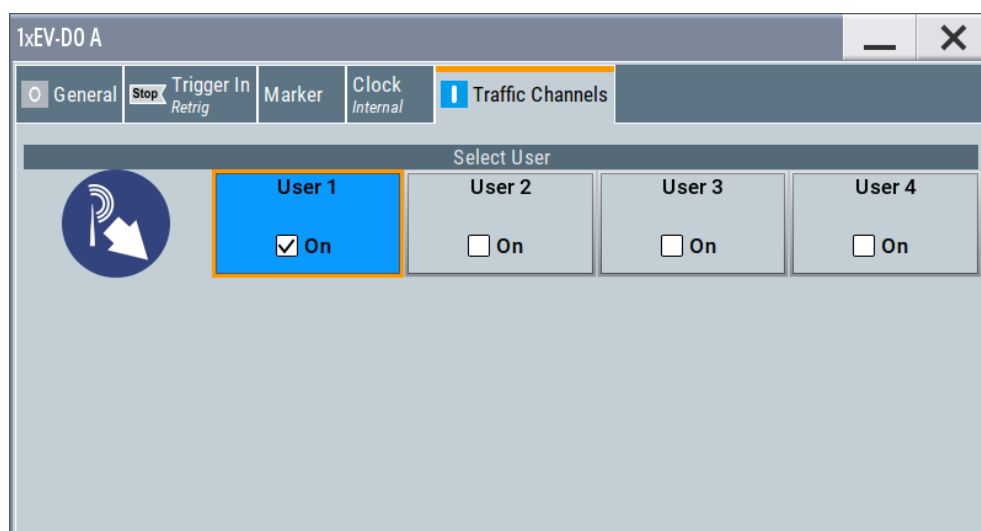 1xEV-DO A
O General Stop Trigger In Retrig Marker Clock Internal I Traffic Channels
Select User
User 1 User 2 User 3 User 4
On On On On